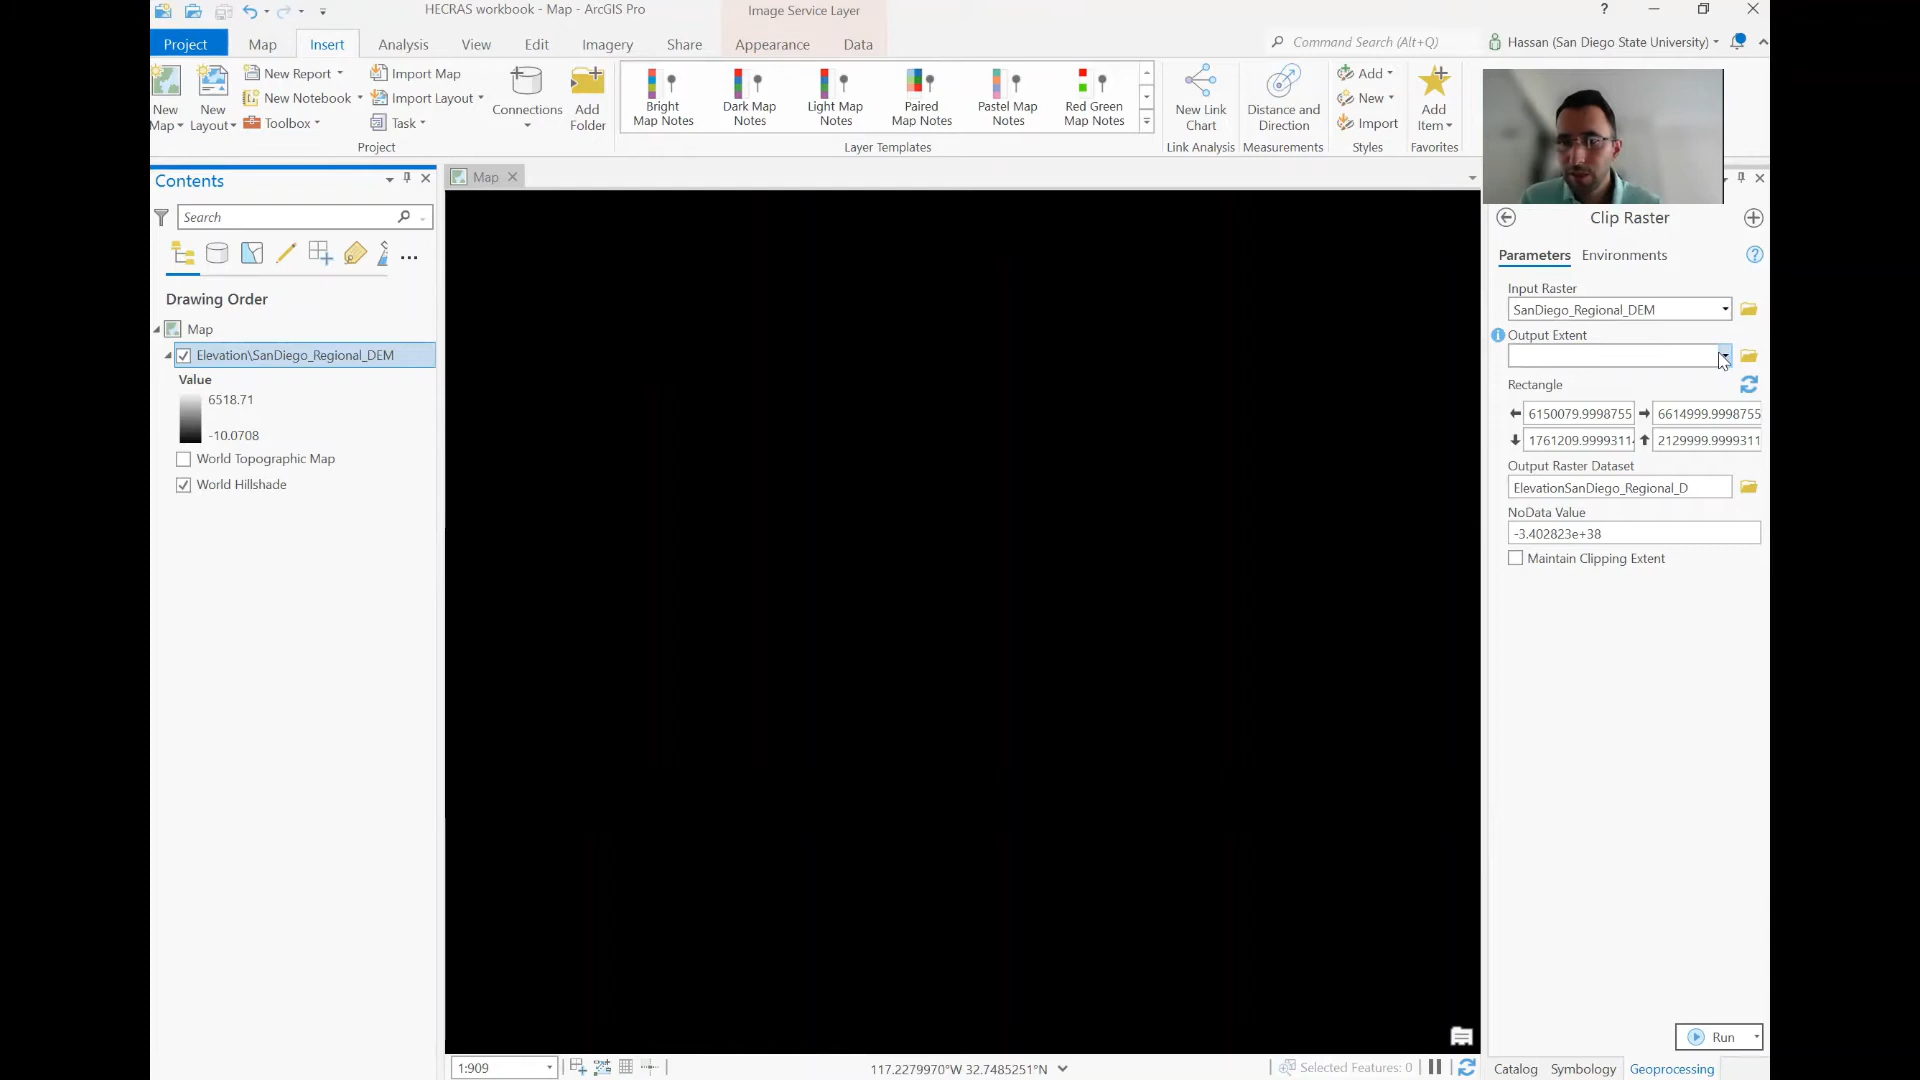 HECRAS workbook - Map - ArcGIS Pro
Image Service Layer
?
Project
Map
Insert
Analysis
View
Edit
Imagery
Share
Appearance
Data
Command Search (Alt+Q)
Hassan (San Diego State University)
New
Map
New
Layout
New Report
New Notebook
Toolbox
Import Map
Import Layout
Task
Connections
Add
Folder
Project
Bright
Map Notes
Dark Map
Notes
Light Map
Notes
Paired
Map Notes
Pastel Map
Notes
Red Green
Map Notes
Layer Templates
New Link
Chart
Link Analysis
Distance and
Direction
Measurements
Add
New
Import
Styles
Add
Item
Favorites
Contents
Search
Drawing Order
Map
Elevation\SanDiego_Regional_DEM
Value
6518.71
-10.0708
World Topographic Map
World Hillshade
Map
Clip Raster
Parameters
Environments
?
Input Raster
SanDiego_Regional_DEM
Output Extent
Rectangle
6150079.9998755
6614999.9998755
1761209.9999311
2129999.9999311
Output Raster Dataset
ElevationSanDiego_Regional_D
NoData Value
-3.402823e+38
Maintain Clipping Extent
Run
1:909
117.2279970°W 32.7485251°N
Selected Features: 0
Catalog
Symbology
Geoprocessing